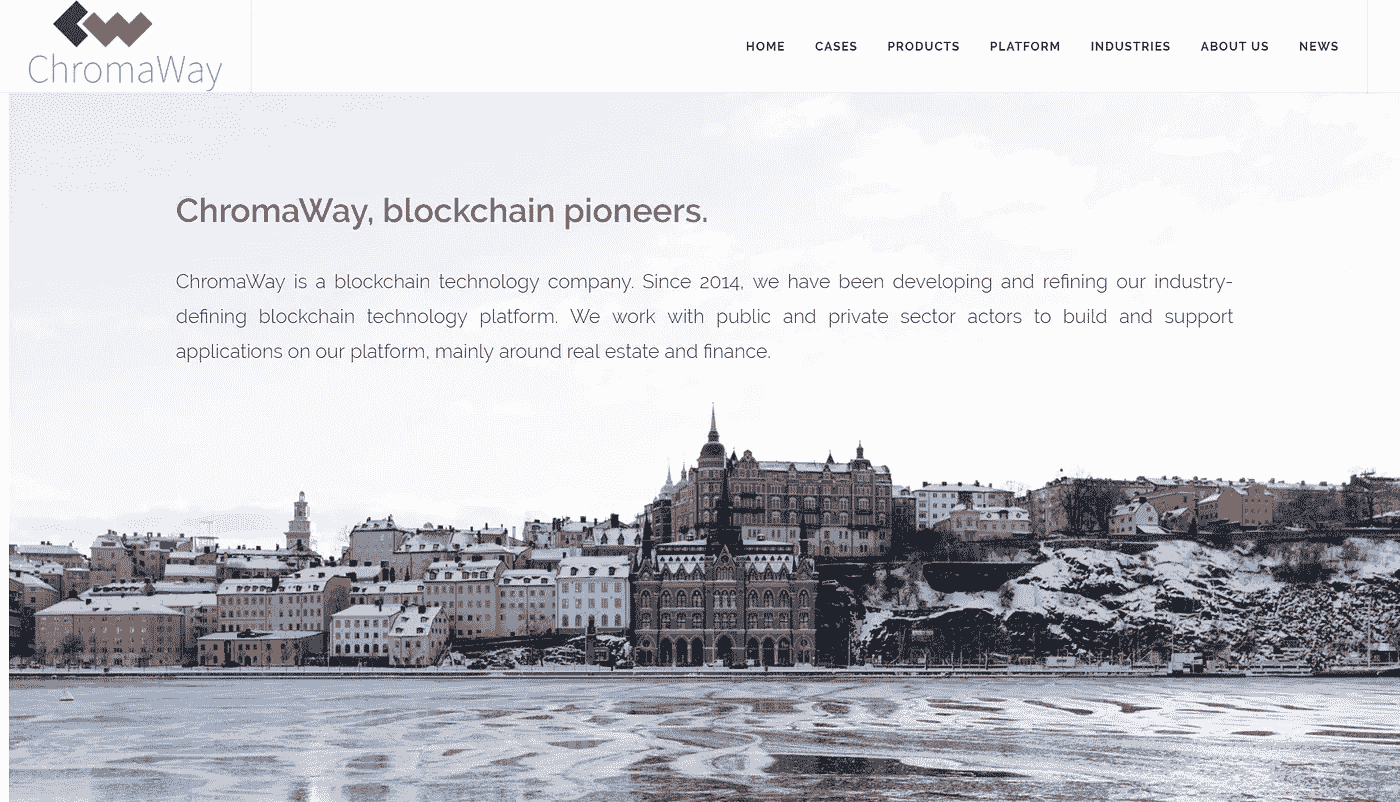 ChromaWay
HOME CASES PRODUCTS PLATFORM INDUSTRIES ABOUT US NEWS
ChromaWay, blockchain pioneers.
ChromaWay is a blockchain technology company. Since 2014, we have been developing and refining our industry-
defining blockchain technology platform. We work with public and private sector actors to build and support
applications on our platform, mainly around real estate and finance.